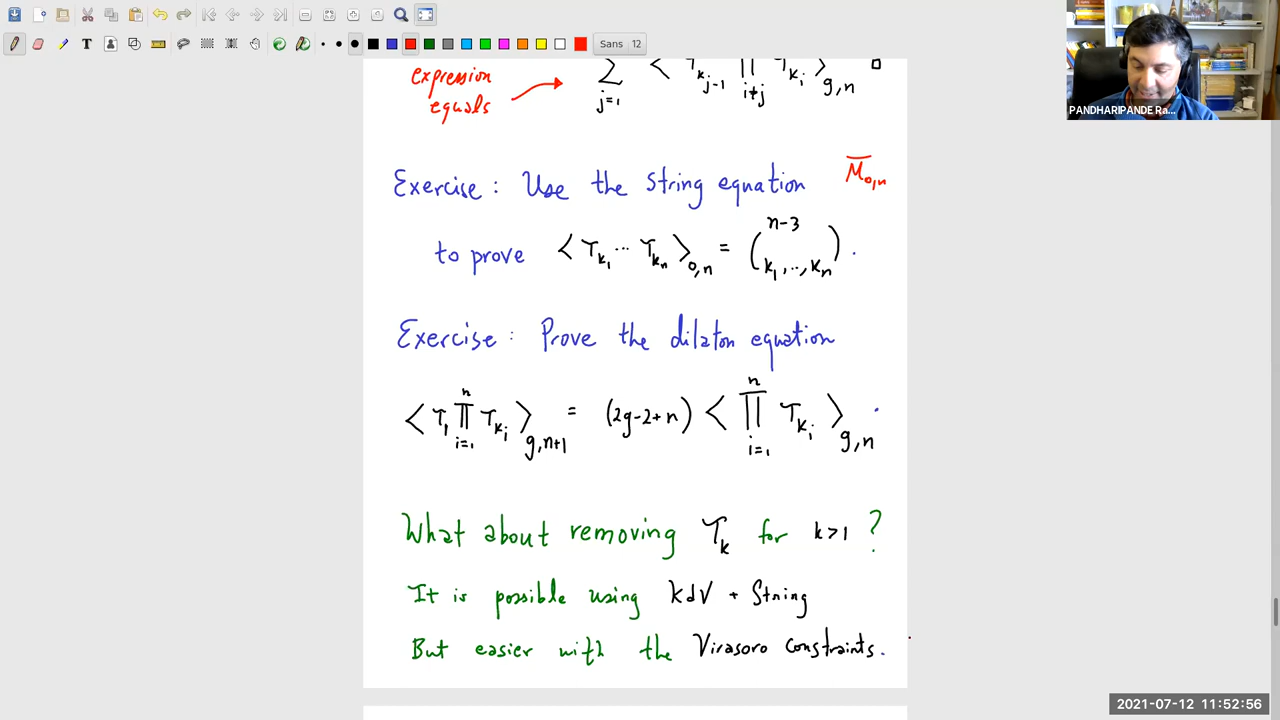 Sans 12
PANDHARIPANDE Ra...
expression
equals
∑_{j=1} < τ_{k_j-1} ∏_{i≠j} τ_{k_i} >_{g,n} □
Exercise : Use the string equation M̅_{0,n}
to prove < τ_{k_1} ... τ_{k_n} >_{0,n} = ( n-3 k_1,..,k_n ) .
Exercise : Prove the dilaton equation
< τ_1 ∏_{i=1}^{n} τ_{k_i} >_{g,n+1} = (2g-2+n) < ∏_{i=1}^{n} τ_{k_i} >_{g,n} .
What about removing τ_k for k>1 ?
It is possible using KdV + String
But easier with the Virasoro constraints.
2021-07-12 11:52:56